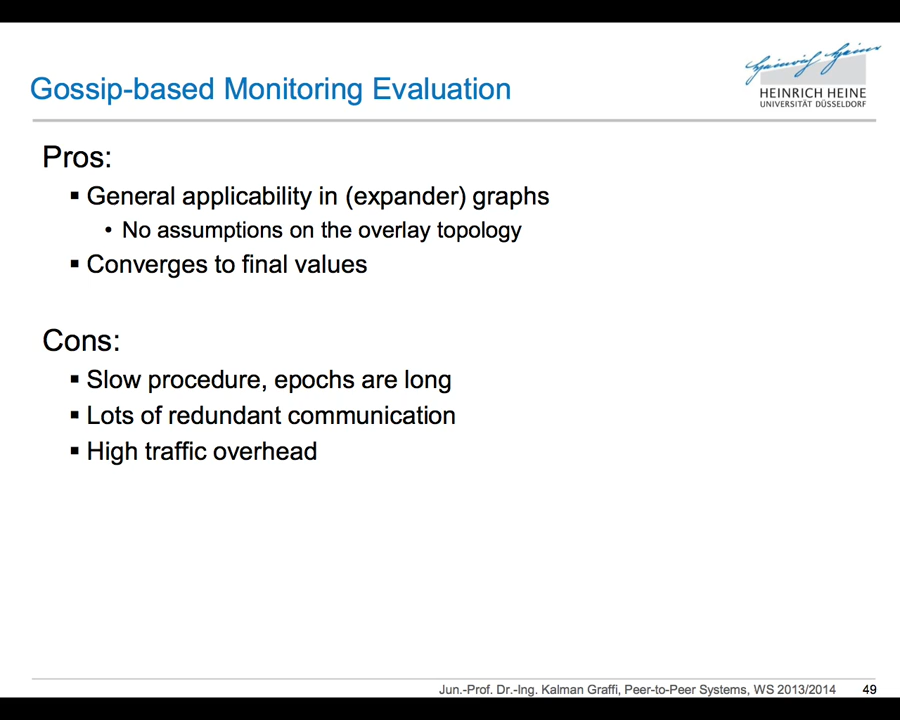 Gossip-based Monitoring Evaluation
Heinrich Heine
HEINRICH HEINE
UNIVERSITÄT DÜSSELDORF
Pros:
▪ General applicability in (expander) graphs
• No assumptions on the overlay topology
▪ Converges to final values
Cons:
▪ Slow procedure, epochs are long
▪ Lots of redundant communication
▪ High traffic overhead
Jun.-Prof. Dr.-Ing. Kalman Graffi, Peer-to-Peer Systems, WS 2013/2014 49